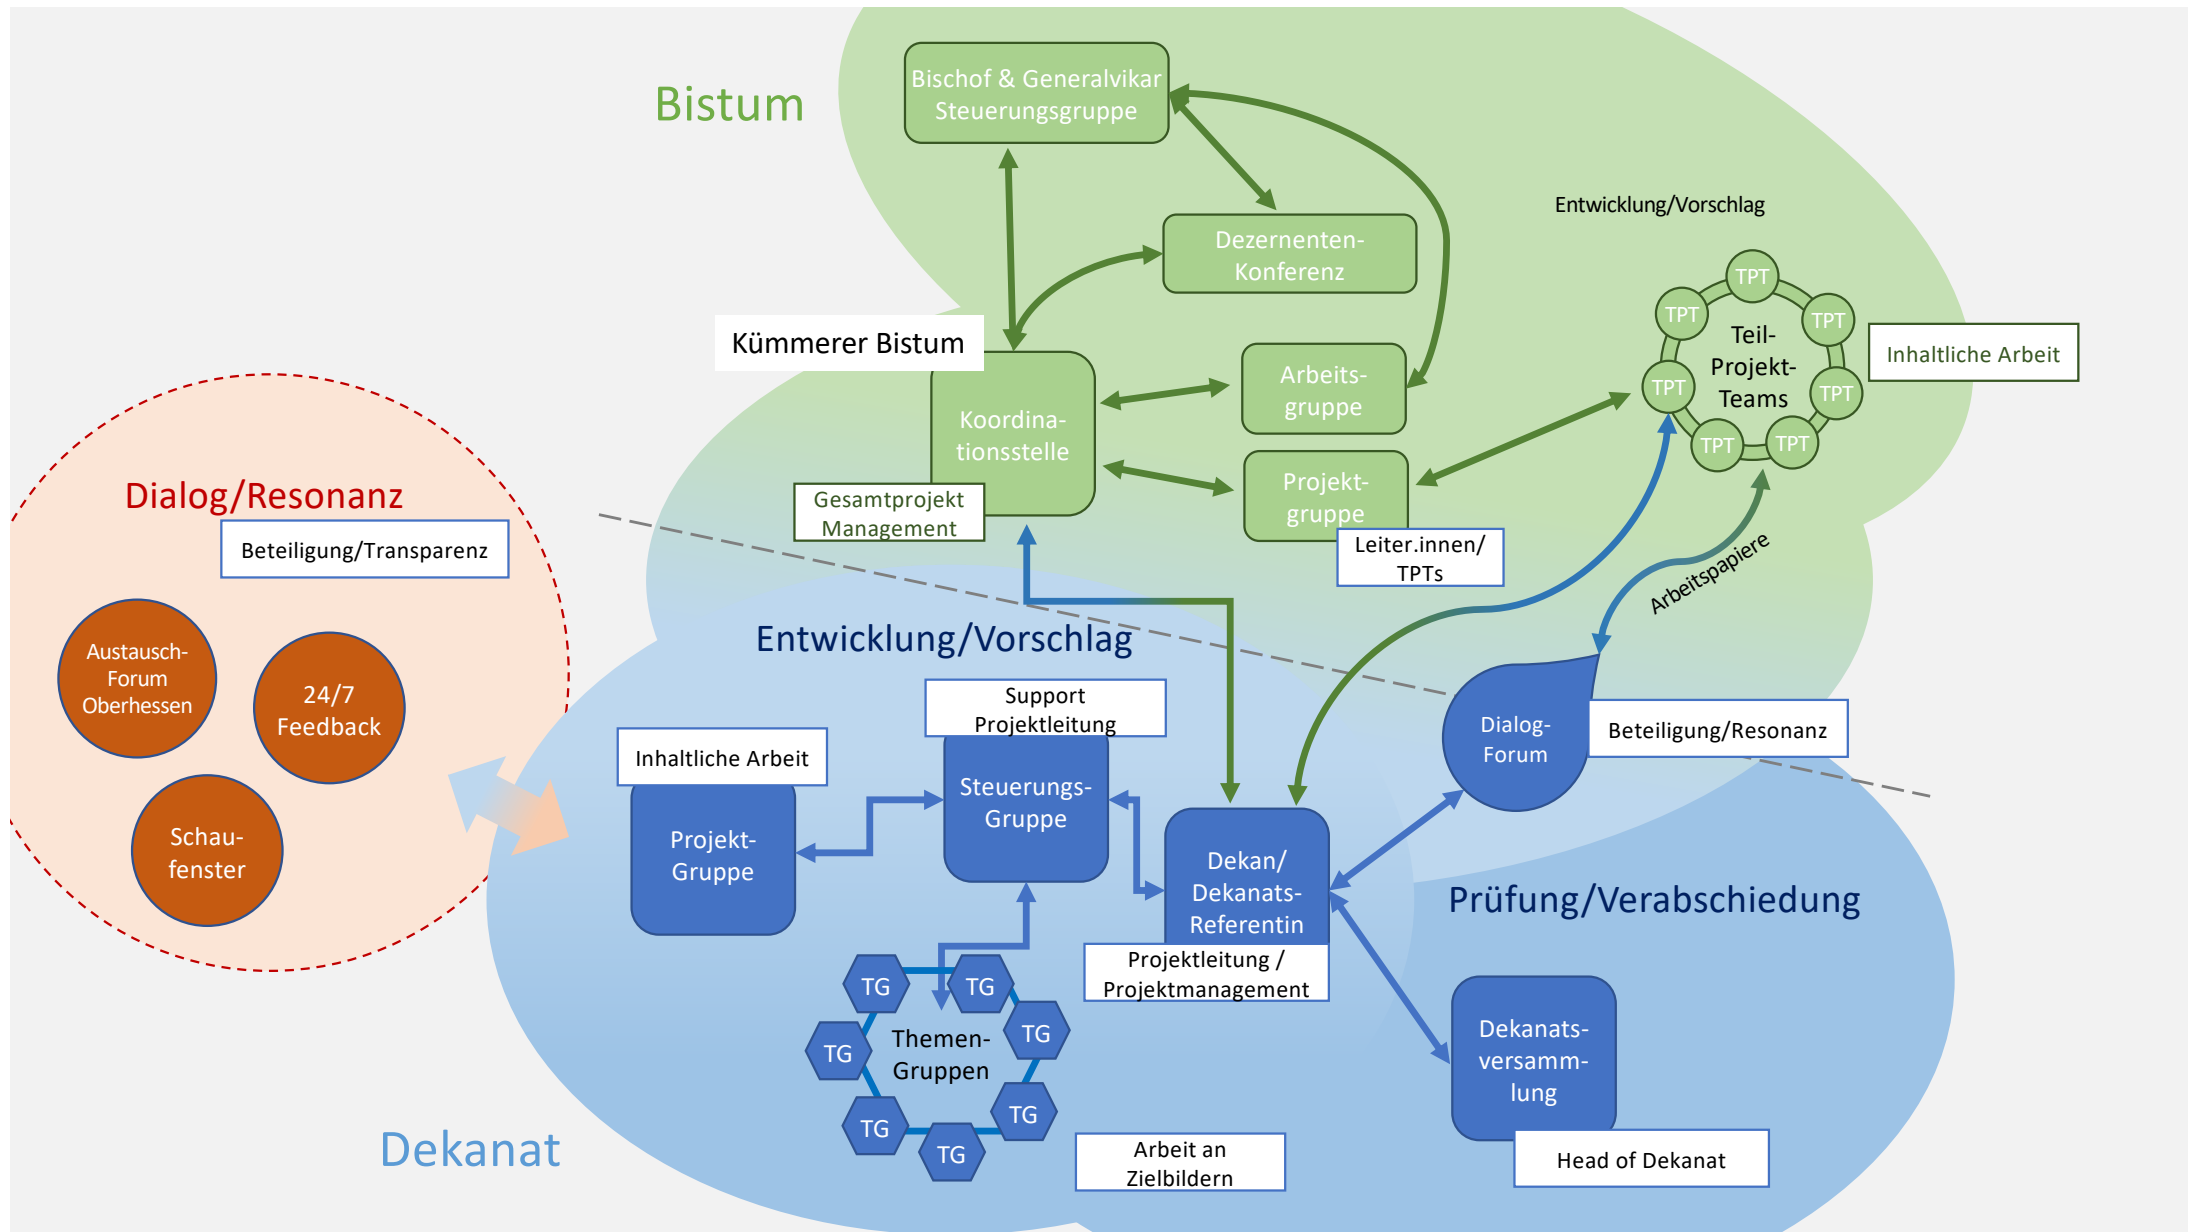 Bistum
Bischof & Generalvikar
Steuerungsgruppe
Dezernenten-
Konferenz
Entwicklung/Vorschlag
Kümmerer Bistum
Koordina-
tionsstelle
Gesamtprojekt
Management
Arbeits-
gruppe
Projekt-
gruppe
Leiter.innen/
TPTs
TPT
TPT
TPT
TPT
TPT
TPT
TPT
Teil-
Projekt-
Teams
Inhaltliche Arbeit
Arbeitspapiere
Dialog/Resonanz
Beteiligung/Transparenz
Austausch-
Forum
Oberhessen
24/7
Feedback
Schau-
fenster
Entwicklung/Vorschlag
Support
Projektleitung
Inhaltliche Arbeit
Steuerungs-
Gruppe
Projekt-
Gruppe
Dekan/
Dekanats-
Referentin
Projektleitung /
Projektmanagement
Dialog-
Forum
Beteiligung/Resonanz
Prüfung/Verabschiedung
Dekanats-
versamm-
lung
Head of Dekanat
TG
TG
TG
TG
TG
TG
TG
Themen-
Gruppen
Arbeit an
Zielbildern
Dekanat